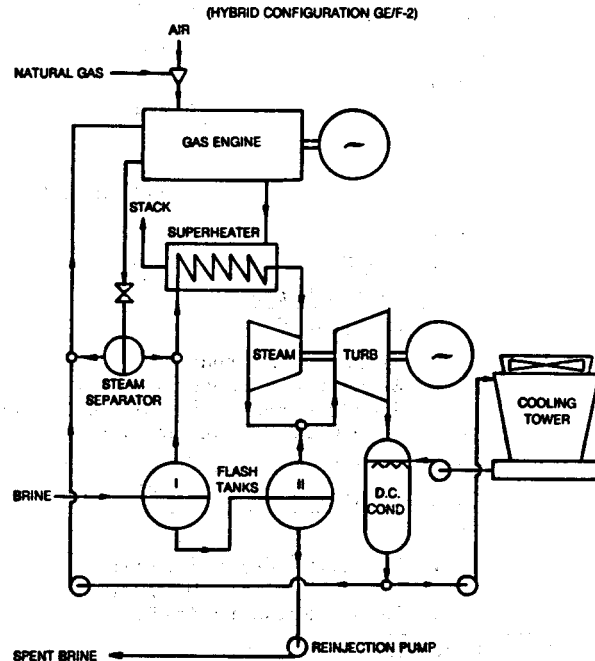 (HYBRID CONFIGURATION GE/F-2)
AIR
NATURAL GAS
GAS ENGINE
~
STACK
SUPERHEATER
STEAM
TURB
~
STEAM
SEPARATOR
COOLING
TOWER
I
FLASH
TANKS
II
BRINE
D.C.
COND
REINJECTION PUMP
SPENT BRINE